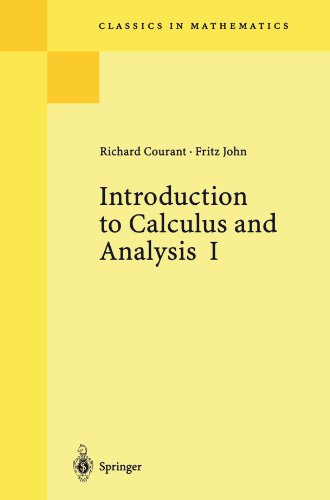 CLASSICS IN MATHEMATICS
Richard Courant · Fritz John
Introduction
to Calculus and
Analysis I
Springer